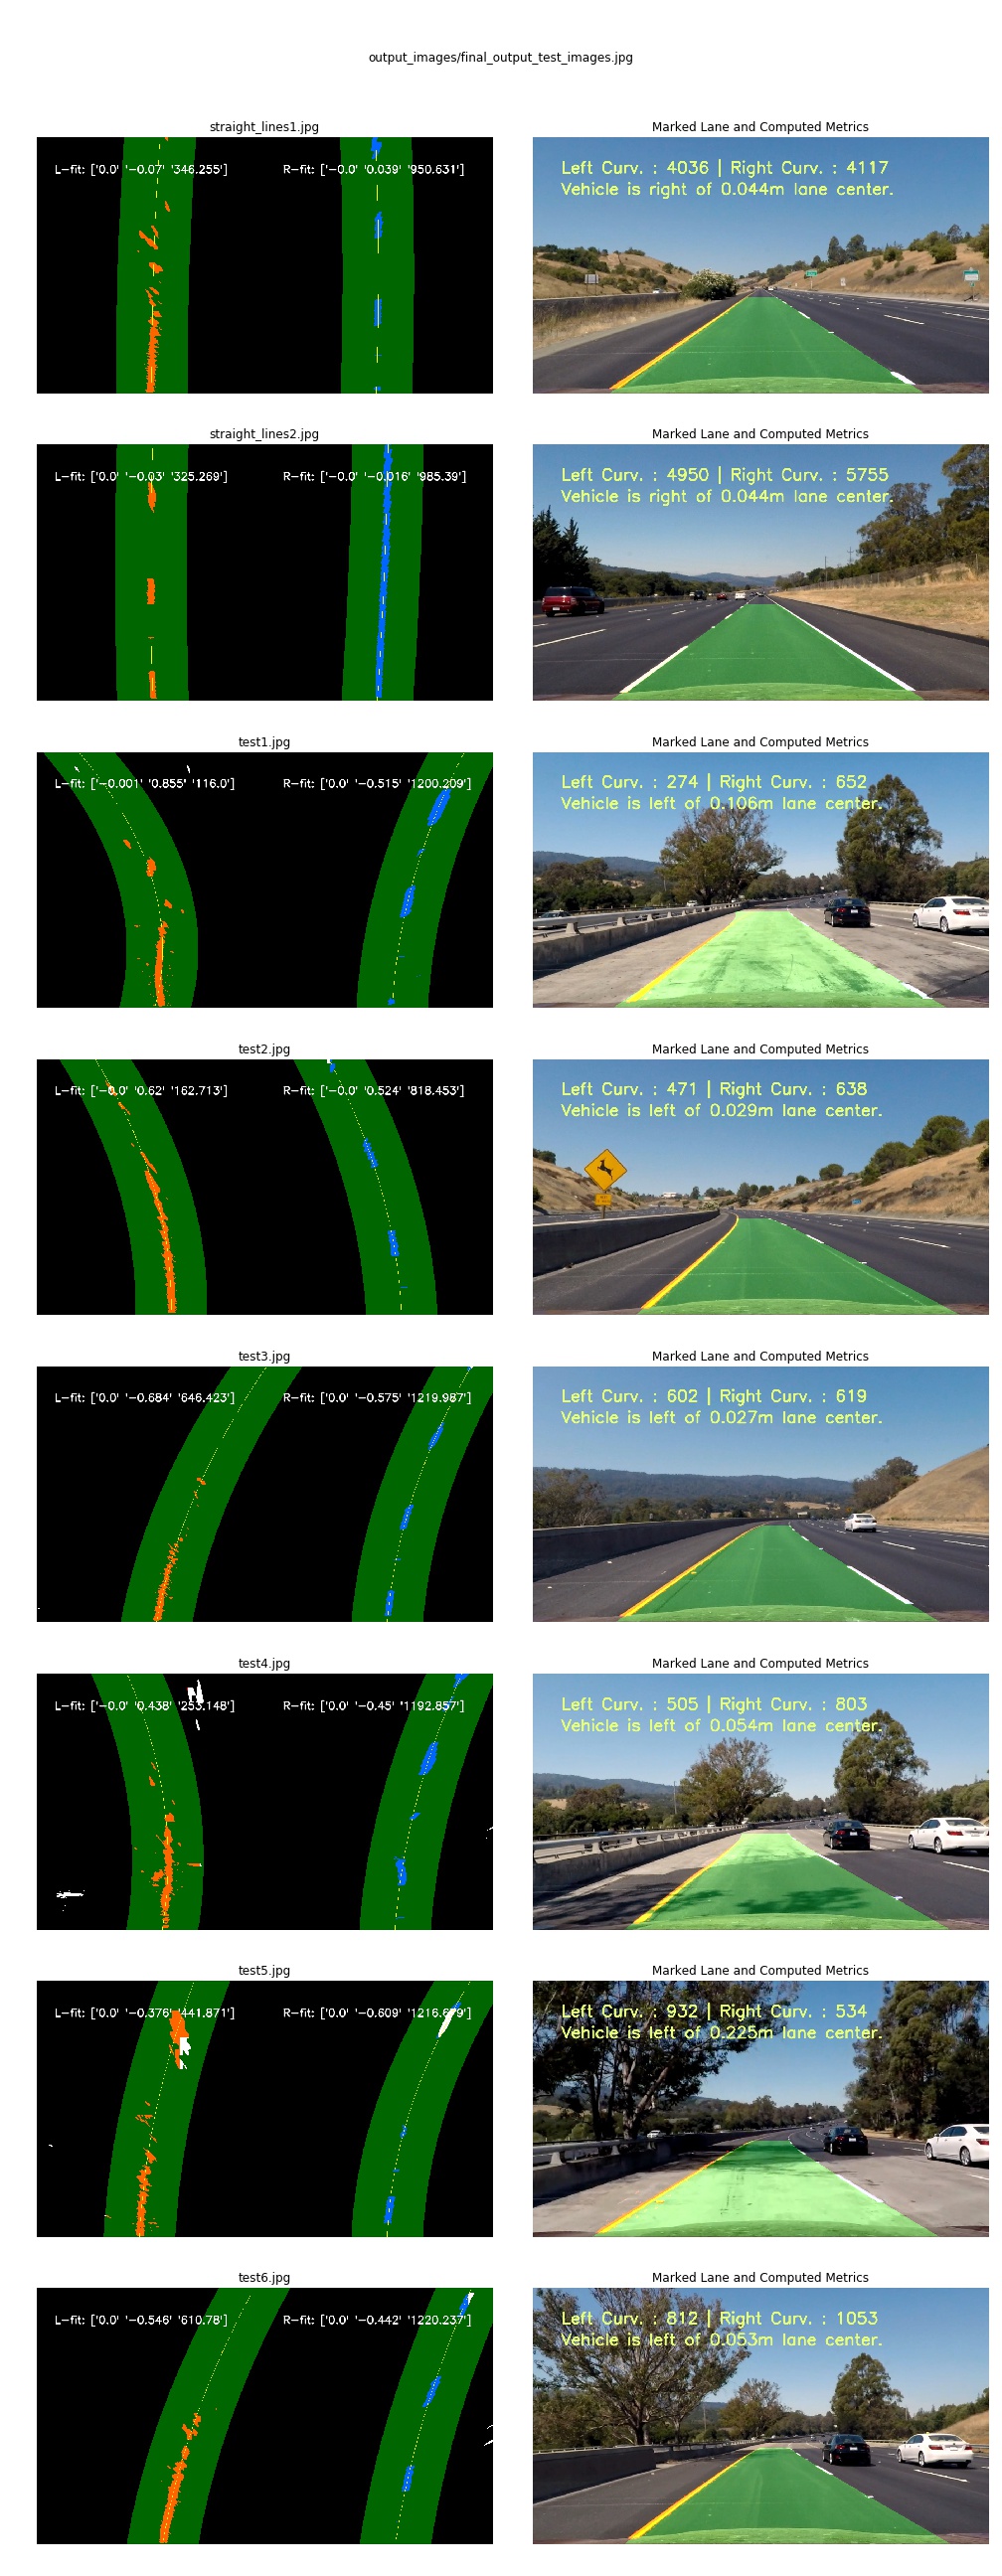 output_images/final_output_test_images.jpg
straight_lines1.jpg
Marked Lane and Computed Metrics
L-fit: ['0.0' '-0.07' '346.255']
R-fit: ['-0.0' '0.039' '950.631']
Left Curv. : 4036 | Right Curv. : 4117
Vehicle is right of 0.044m lane center.
straight_lines2.jpg
Marked Lane and Computed Metrics
L-fit: ['0.0' '-0.03' '325.269']
R-fit: ['-0.0' '-0.016' '985.39']
Left Curv. : 4950 | Right Curv. : 5755
Vehicle is right of 0.044m lane center.
test1.jpg
Marked Lane and Computed Metrics
L-fit: ['-0.001' '0.855' '116.0']
R-fit: ['0.0' '-0.515' '1200.209']
Left Curv. : 274 | Right Curv. : 652
Vehicle is left of 0.106m lane center.
test2.jpg
Marked Lane and Computed Metrics
L-fit: ['-0.0' '0.62' '162.713']
R-fit: ['-0.0' '0.524' '818.453']
Left Curv. : 471 | Right Curv. : 638
Vehicle is left of 0.029m lane center.
test3.jpg
Marked Lane and Computed Metrics
L-fit: ['0.0' '-0.684' '646.423']
R-fit: ['0.0' '-0.575' '1219.987']
Left Curv. : 602 | Right Curv. : 619
Vehicle is left of 0.027m lane center.
test4.jpg
Marked Lane and Computed Metrics
L-fit: ['-0.0' '0.438' '253.148']
R-fit: ['0.0' '-0.45' '1192.857']
Left Curv. : 505 | Right Curv. : 803
Vehicle is left of 0.054m lane center.
test5.jpg
Marked Lane and Computed Metrics
L-fit: ['0.0' '-0.376' '441.871']
R-fit: ['0.0' '-0.609' '1216.679']
Left Curv. : 932 | Right Curv. : 534
Vehicle is left of 0.225m lane center.
test6.jpg
Marked Lane and Computed Metrics
L-fit: ['0.0' '-0.546' '610.78']
R-fit: ['0.0' '-0.442' '1220.237']
Left Curv. : 812 | Right Curv. : 1053
Vehicle is left of 0.053m lane center.